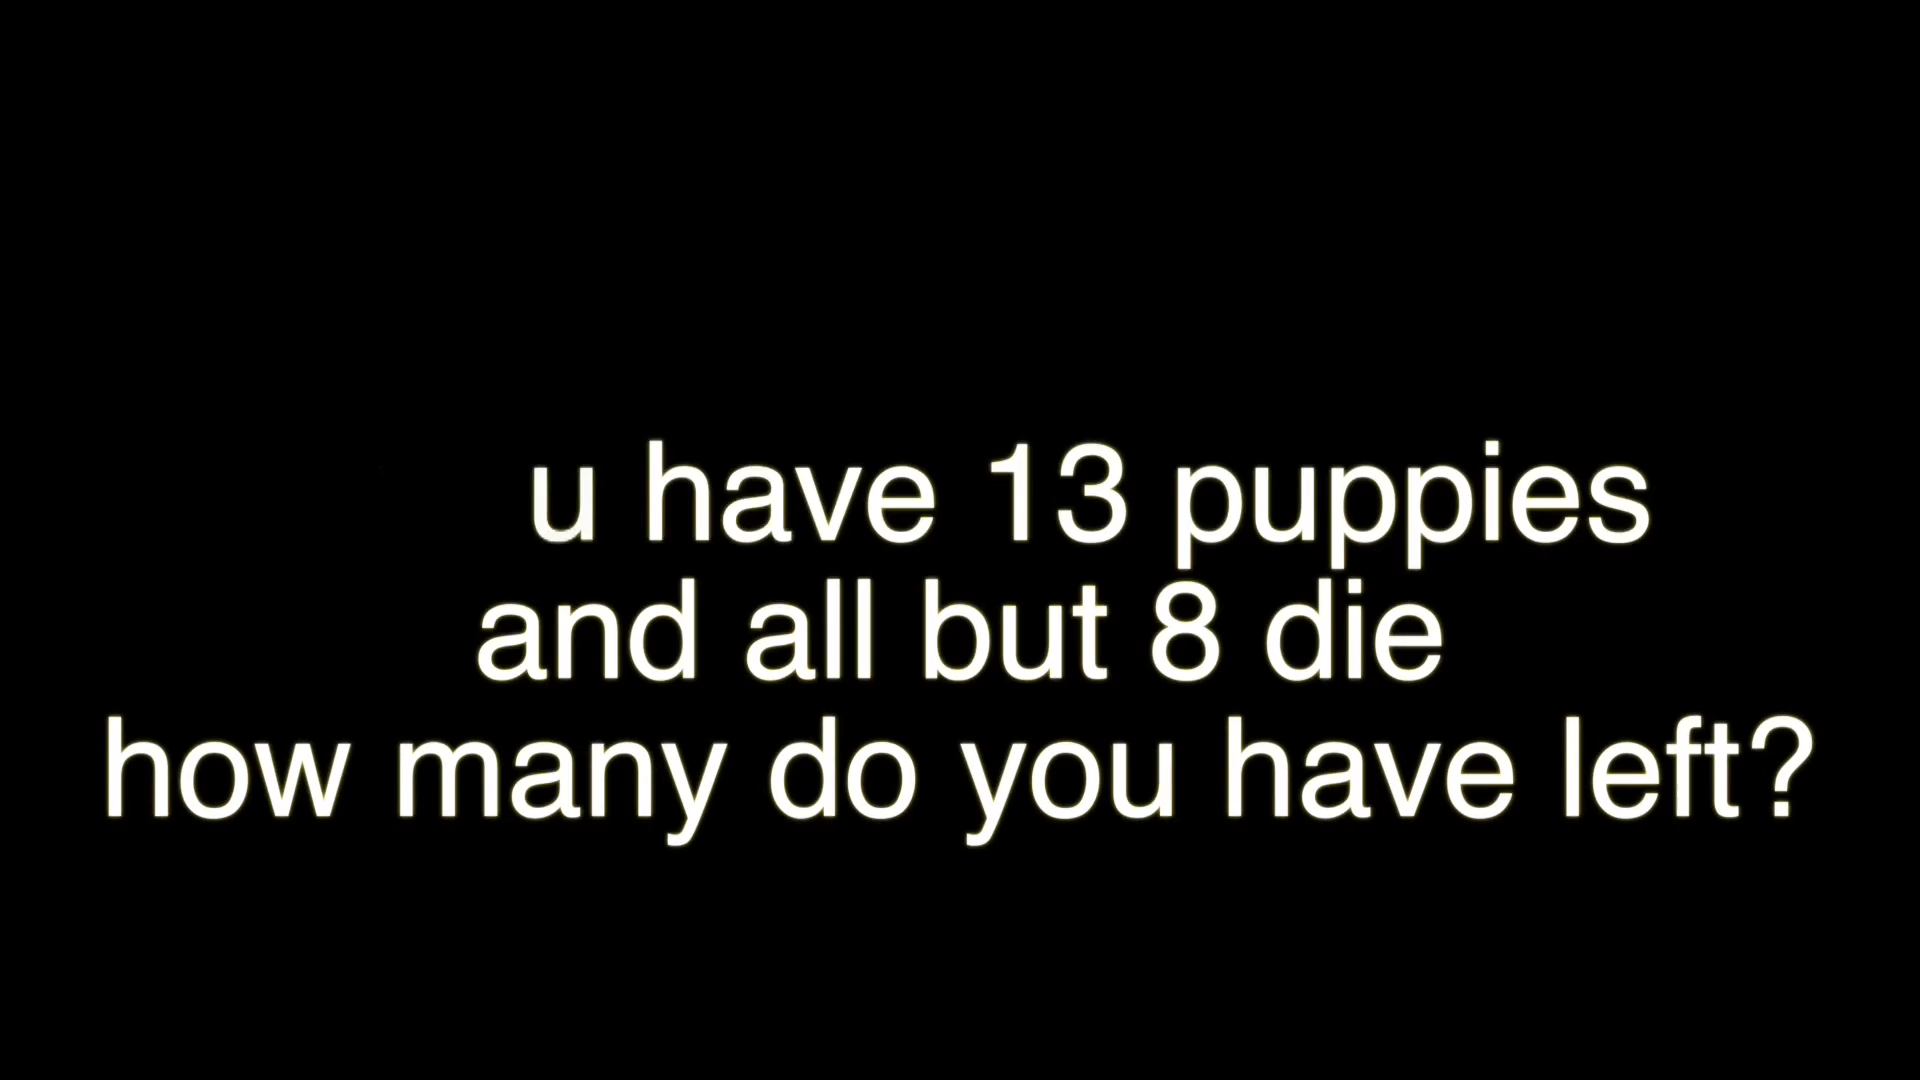 u have 13 puppies
and all but 8 die
how many do you have left?